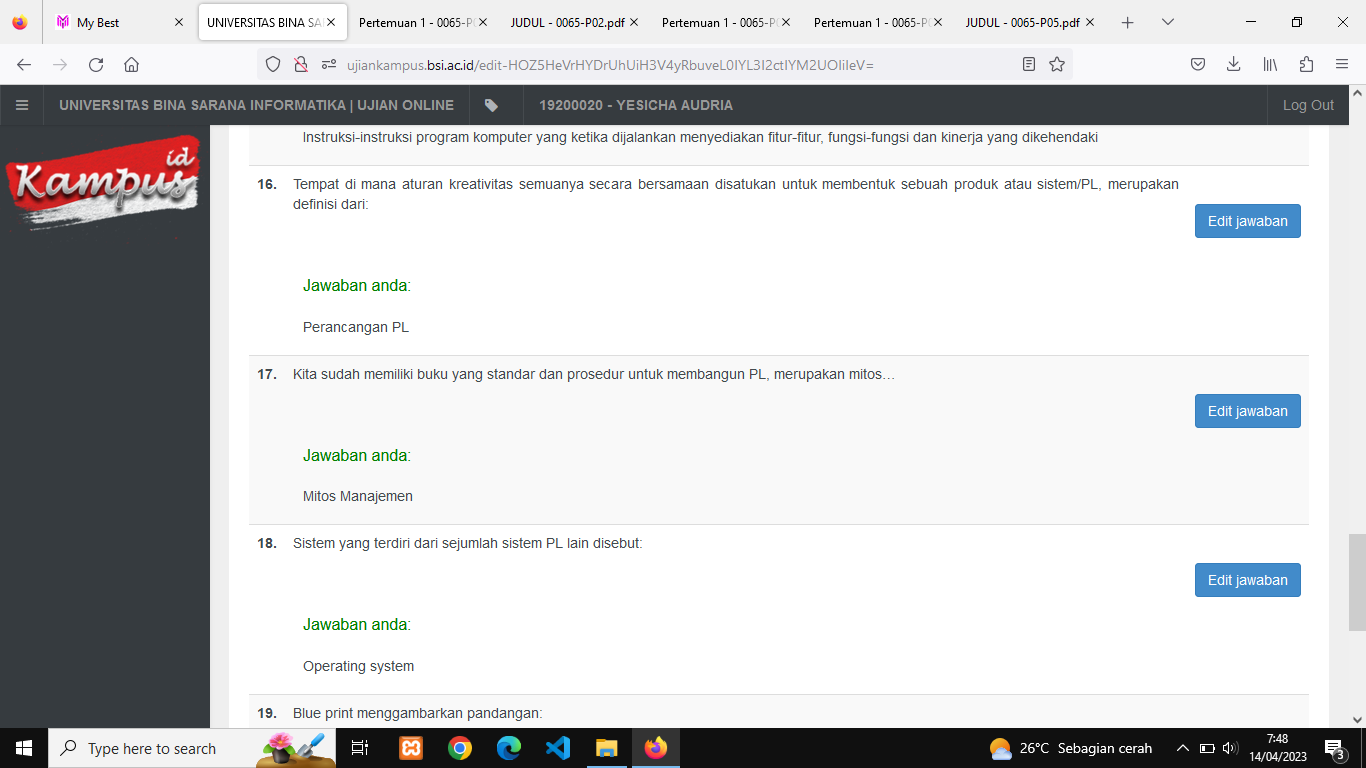 My Best
UNIVERSITAS BINA SA
Pertemuan 1 - 0065-P0
JUDUL - 0065-P02.pdf
Pertemuan 1 - 0065-P0
Pertemuan 1 - 0065-P0
JUDUL - 0065-P05.pdf
UNIVERSITAS BINA SARANA INFORMATIKA | UJIAN ONLINE
19200020 - YESICHA AUDRIA
Log Out
id
Kampus
Instruksi-instruksi program komputer yang ketika dijalankan menyediakan fitur-fitur, fungsi-fungsi dan kinerja yang dikehendaki
16. Tempat di mana aturan kreativitas semuanya secara bersamaan disatukan untuk membentuk sebuah produk atau sistem/PL, merupakan
definisi dari:
Edit jawaban
Jawaban anda:
Perancangan PL
17. Kita sudah memiliki buku yang standar dan prosedur untuk membangun PL, merupakan mitos…
Edit jawaban
Jawaban anda:
Mitos Manajemen
18. Sistem yang terdiri dari sejumlah sistem PL lain disebut:
Edit jawaban
Jawaban anda:
Operating system
19. Blue print menggambarkan pandangan:
Type here to search
26°C Sebagian cerah
7:48
14/04/2023
3